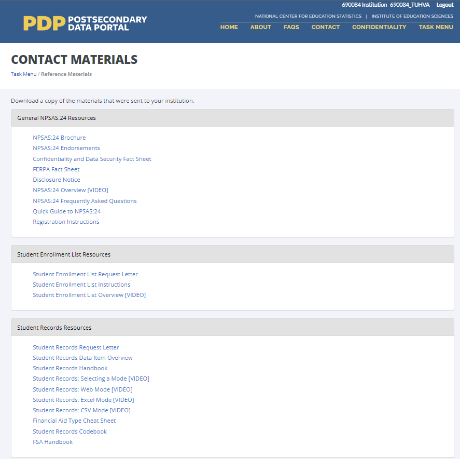 690084 Institution 690084_TUHVA Logout
PDP POSTSECONDARY
DATA PORTAL
NATIONAL CENTER FOR EDUCATION STATISTICS | INSTITUTE OF EDUCATION SCIENCES
HOME ABOUT FAQS CONTACT CONFIDENTIALITY TASK MENU
CONTACT MATERIALS
Task Menu / Reference Materials
Download a copy of the materials that were sent to your institution.
General NPSAS:24 Resources
NPSAS:24 Brochure
NPSAS:24 Endorsements
Confidentiality and Data Security Fact Sheet
FERPA Fact Sheet
Disclosure Notice
NPSAS:24 Overview [VIDEO]
NPSAS:24 Frequently Asked Questions
Quick Guide to NPSAS:24
Registration Instructions
Student Enrollment List Resources
Student Enrollment List Request Letter
Student Enrollment List Instructions
Student Enrollment List Overview [VIDEO]
Student Records Resources
Student Records Request Letter
Student Records Data Item Overview
Student Records Handbook
Student Records: Selecting a Mode [VIDEO]
Student Records: Web Mode [VIDEO]
Student Records: Excel Mode [VIDEO]
Student Records: CSV Mode [VIDEO]
Financial Aid Type Cheat Sheet
Student Records Codebook
FSA Handbook